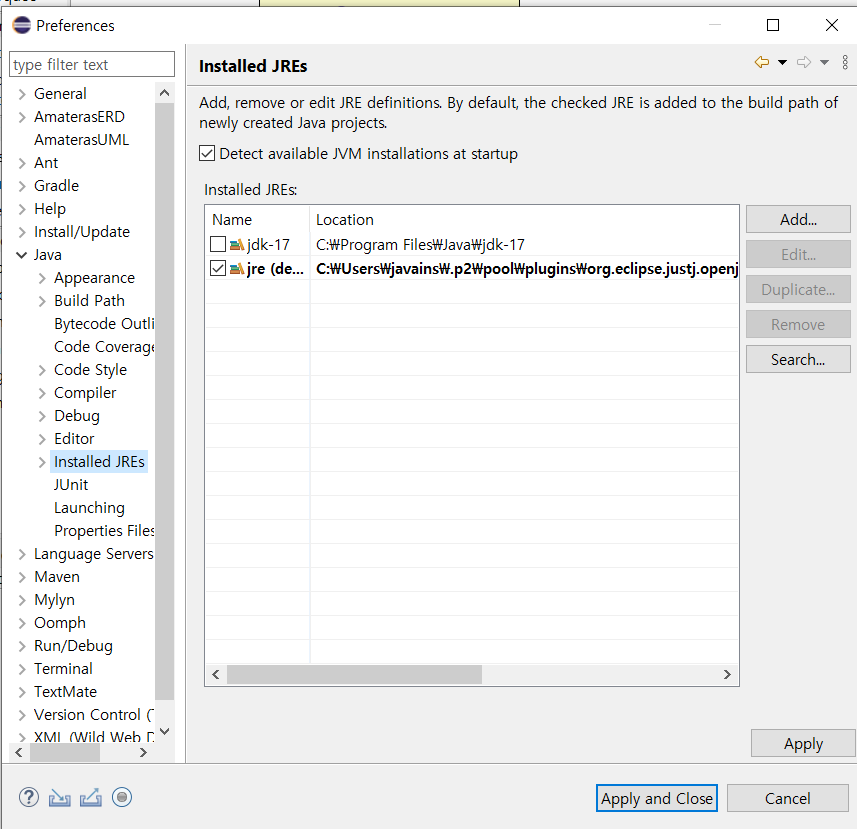 Preferences
type filter text
General
AmaterasERD
AmaterasUML
Ant
Gradle
Help
Install/Update
Java
Appearance
Build Path
Bytecode Outli
Code Coverage
Code Style
Compiler
Debug
Editor
Installed JREs
JUnit
Launching
Properties Files
Language Servers
Maven
Mylyn
Oomph
Run/Debug
Terminal
TextMate
Version Control (
XML (Wild Web D
Installed JREs
Add, remove or edit JRE definitions. By default, the checked JRE is added to the build path of
newly created Java projects.
Detect available JVM installations at startup
Installed JREs:
Name Location
jdk-17 C:₩Program Files₩Java₩jdk-17
jre (de... C:₩Users₩javains₩.p2₩pool₩plugins₩org.eclipse.justj.openj
Add...
Edit...
Duplicate...
Remove
Search...
Apply
?
Apply and Close Cancel